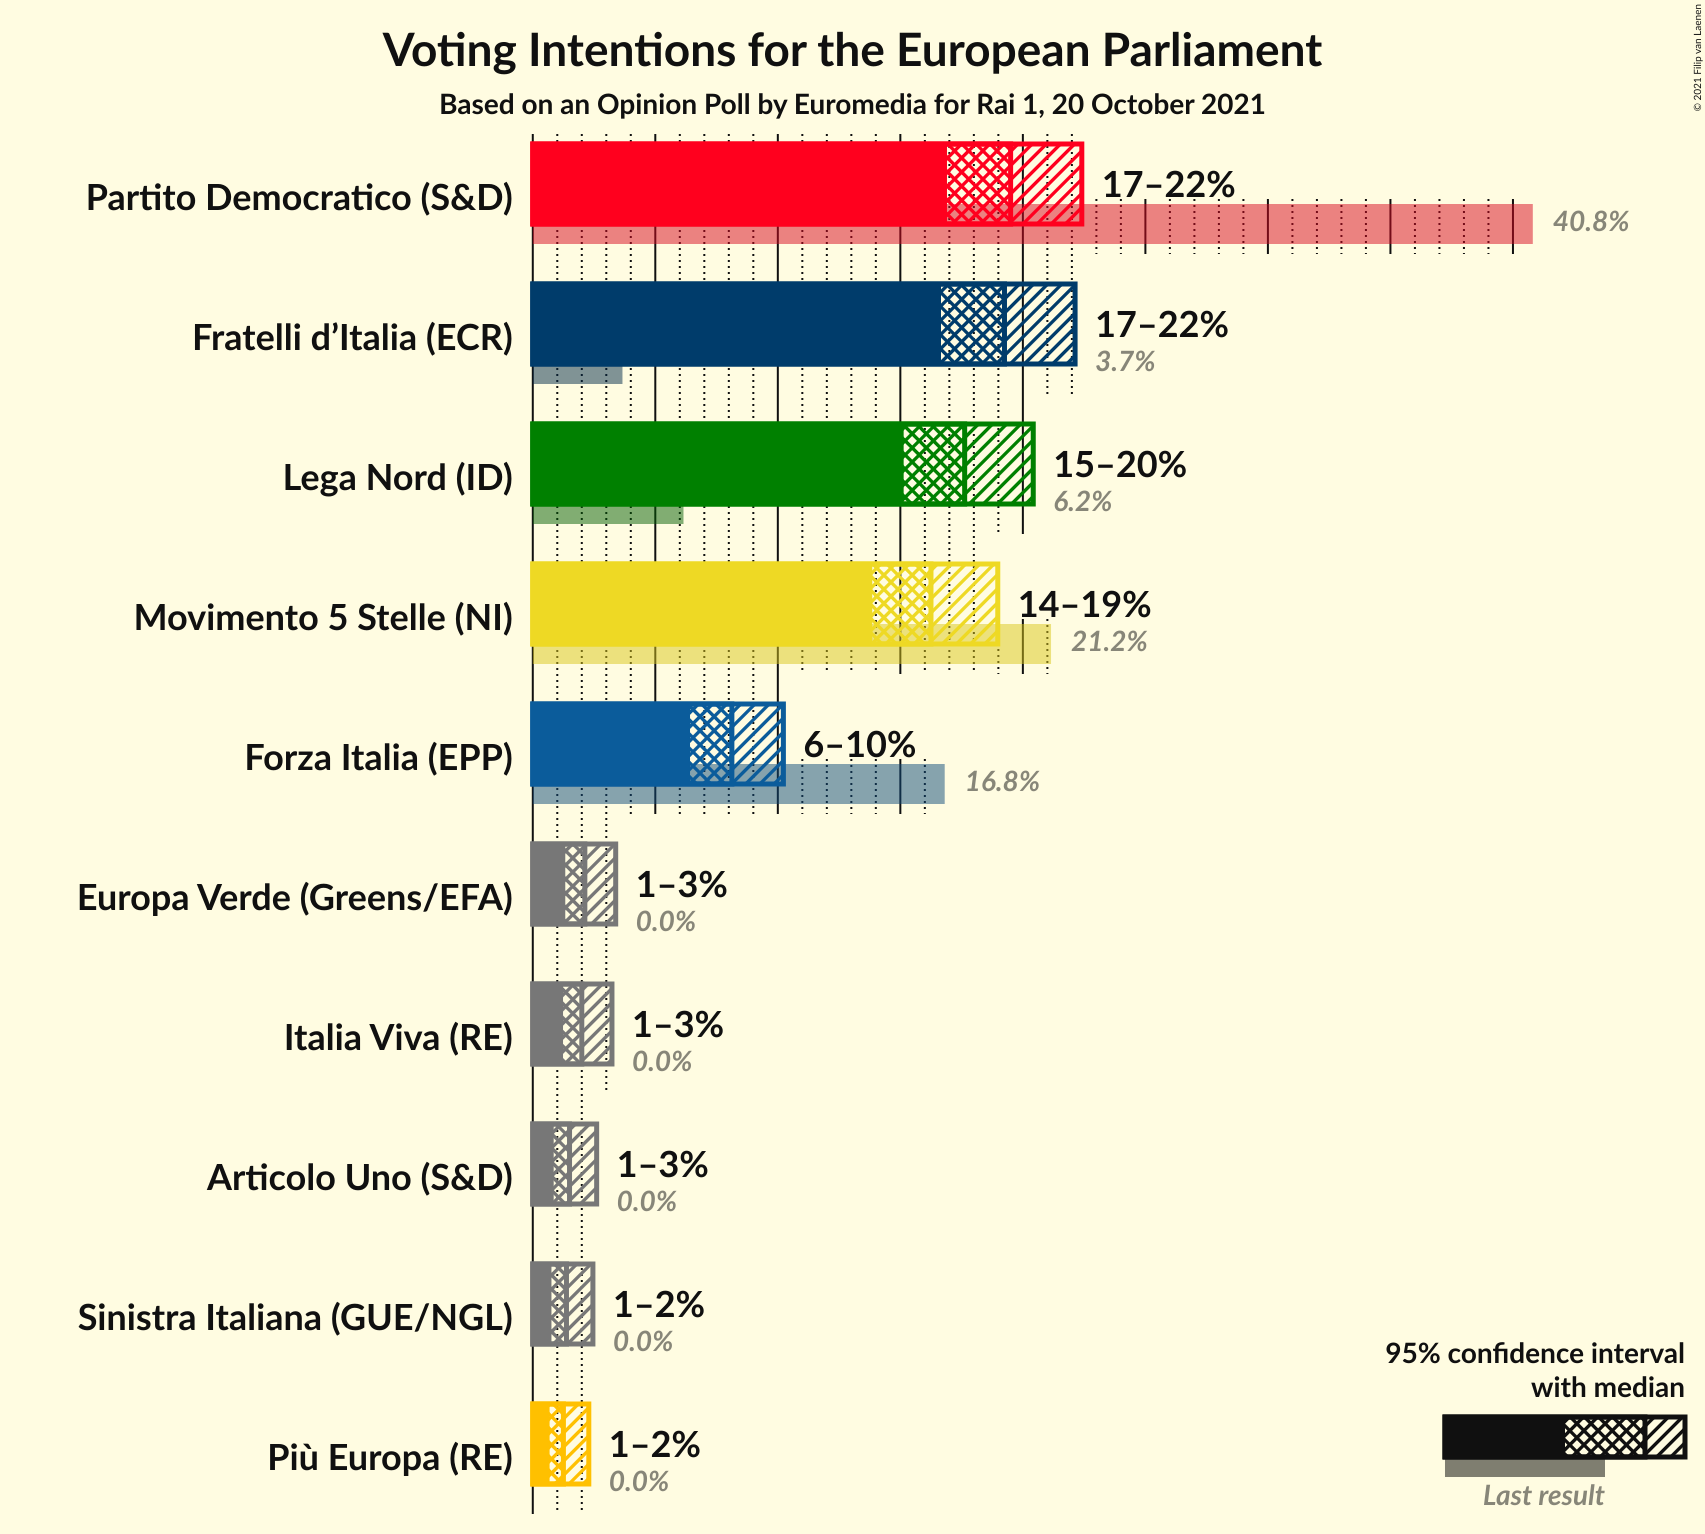 Voting Intentions for the European Parliament
Based on an Opinion Poll by Euromedia for Rai 1, 20 October 2021
© 2021 Filip van Laenen
Partito Democratico (S&D)
17–22%
40.8%
Fratelli d’Italia (ECR)
17–22%
3.7%
Lega Nord (ID)
15–20%
6.2%
Movimento 5 Stelle (NI)
14–19%
21.2%
Forza Italia (EPP)
6–10%
16.8%
Europa Verde (Greens/EFA)
1–3%
0.0%
Italia Viva (RE)
1–3%
0.0%
Articolo Uno (S&D)
1–3%
0.0%
Sinistra Italiana (GUE/NGL)
1–2%
0.0%
Più Europa (RE)
1–2%
0.0%
95% confidence interval
with median
Last result